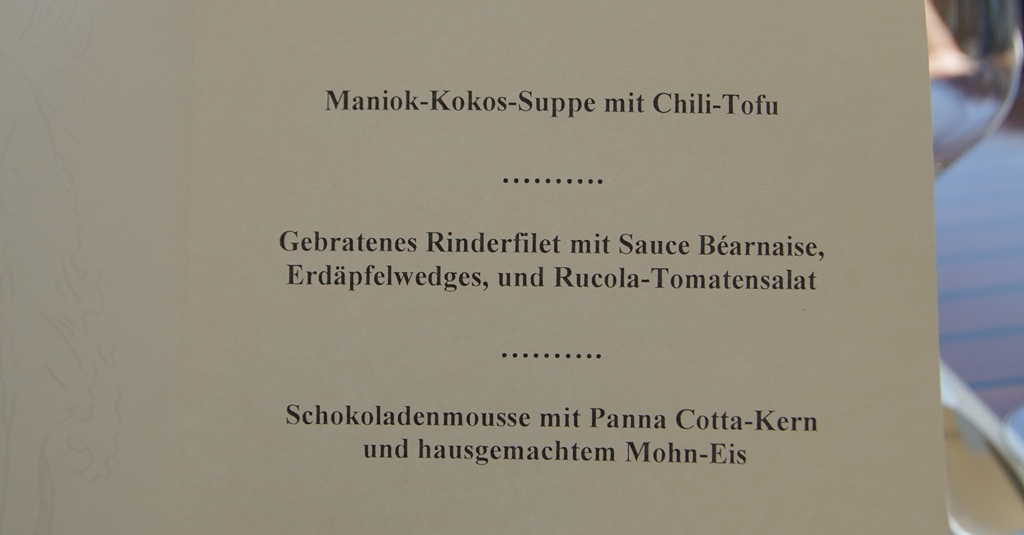 Maniok-Kokos-Suppe mit Chili-Tofu
..........
Gebratenes Rinderfilet mit Sauce Béarnaise,
Erdäpfelwedges, und Rucola-Tomatensalat
..........
Schokoladenmousse mit Panna Cotta-Kern
und hausgemachtem Mohn-Eis